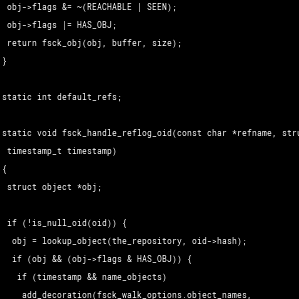 obj->flags &= ~(REACHABLE | SEEN);
obj->flags |= HAS_OBJ;
return fsck_obj(obj, buffer, size);
}
static int default_refs;
static void fsck_handle_reflog_oid(const char *refname, stru
timestamp_t timestamp)
{
struct object *obj;
if (!is_null_oid(oid)) {
obj = lookup_object(the_repository, oid->hash);
if (obj && (obj->flags & HAS_OBJ)) {
if (timestamp && name_objects)
add_decoration(fsck_walk_options.object_names,